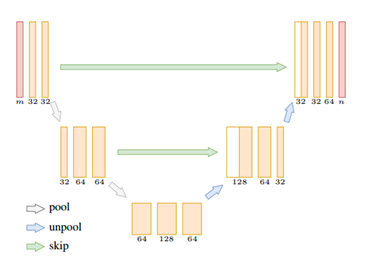 m 32 32
32 32 64 n
32 64 64
128 64 32
64 128 64
pool
unpool
skip